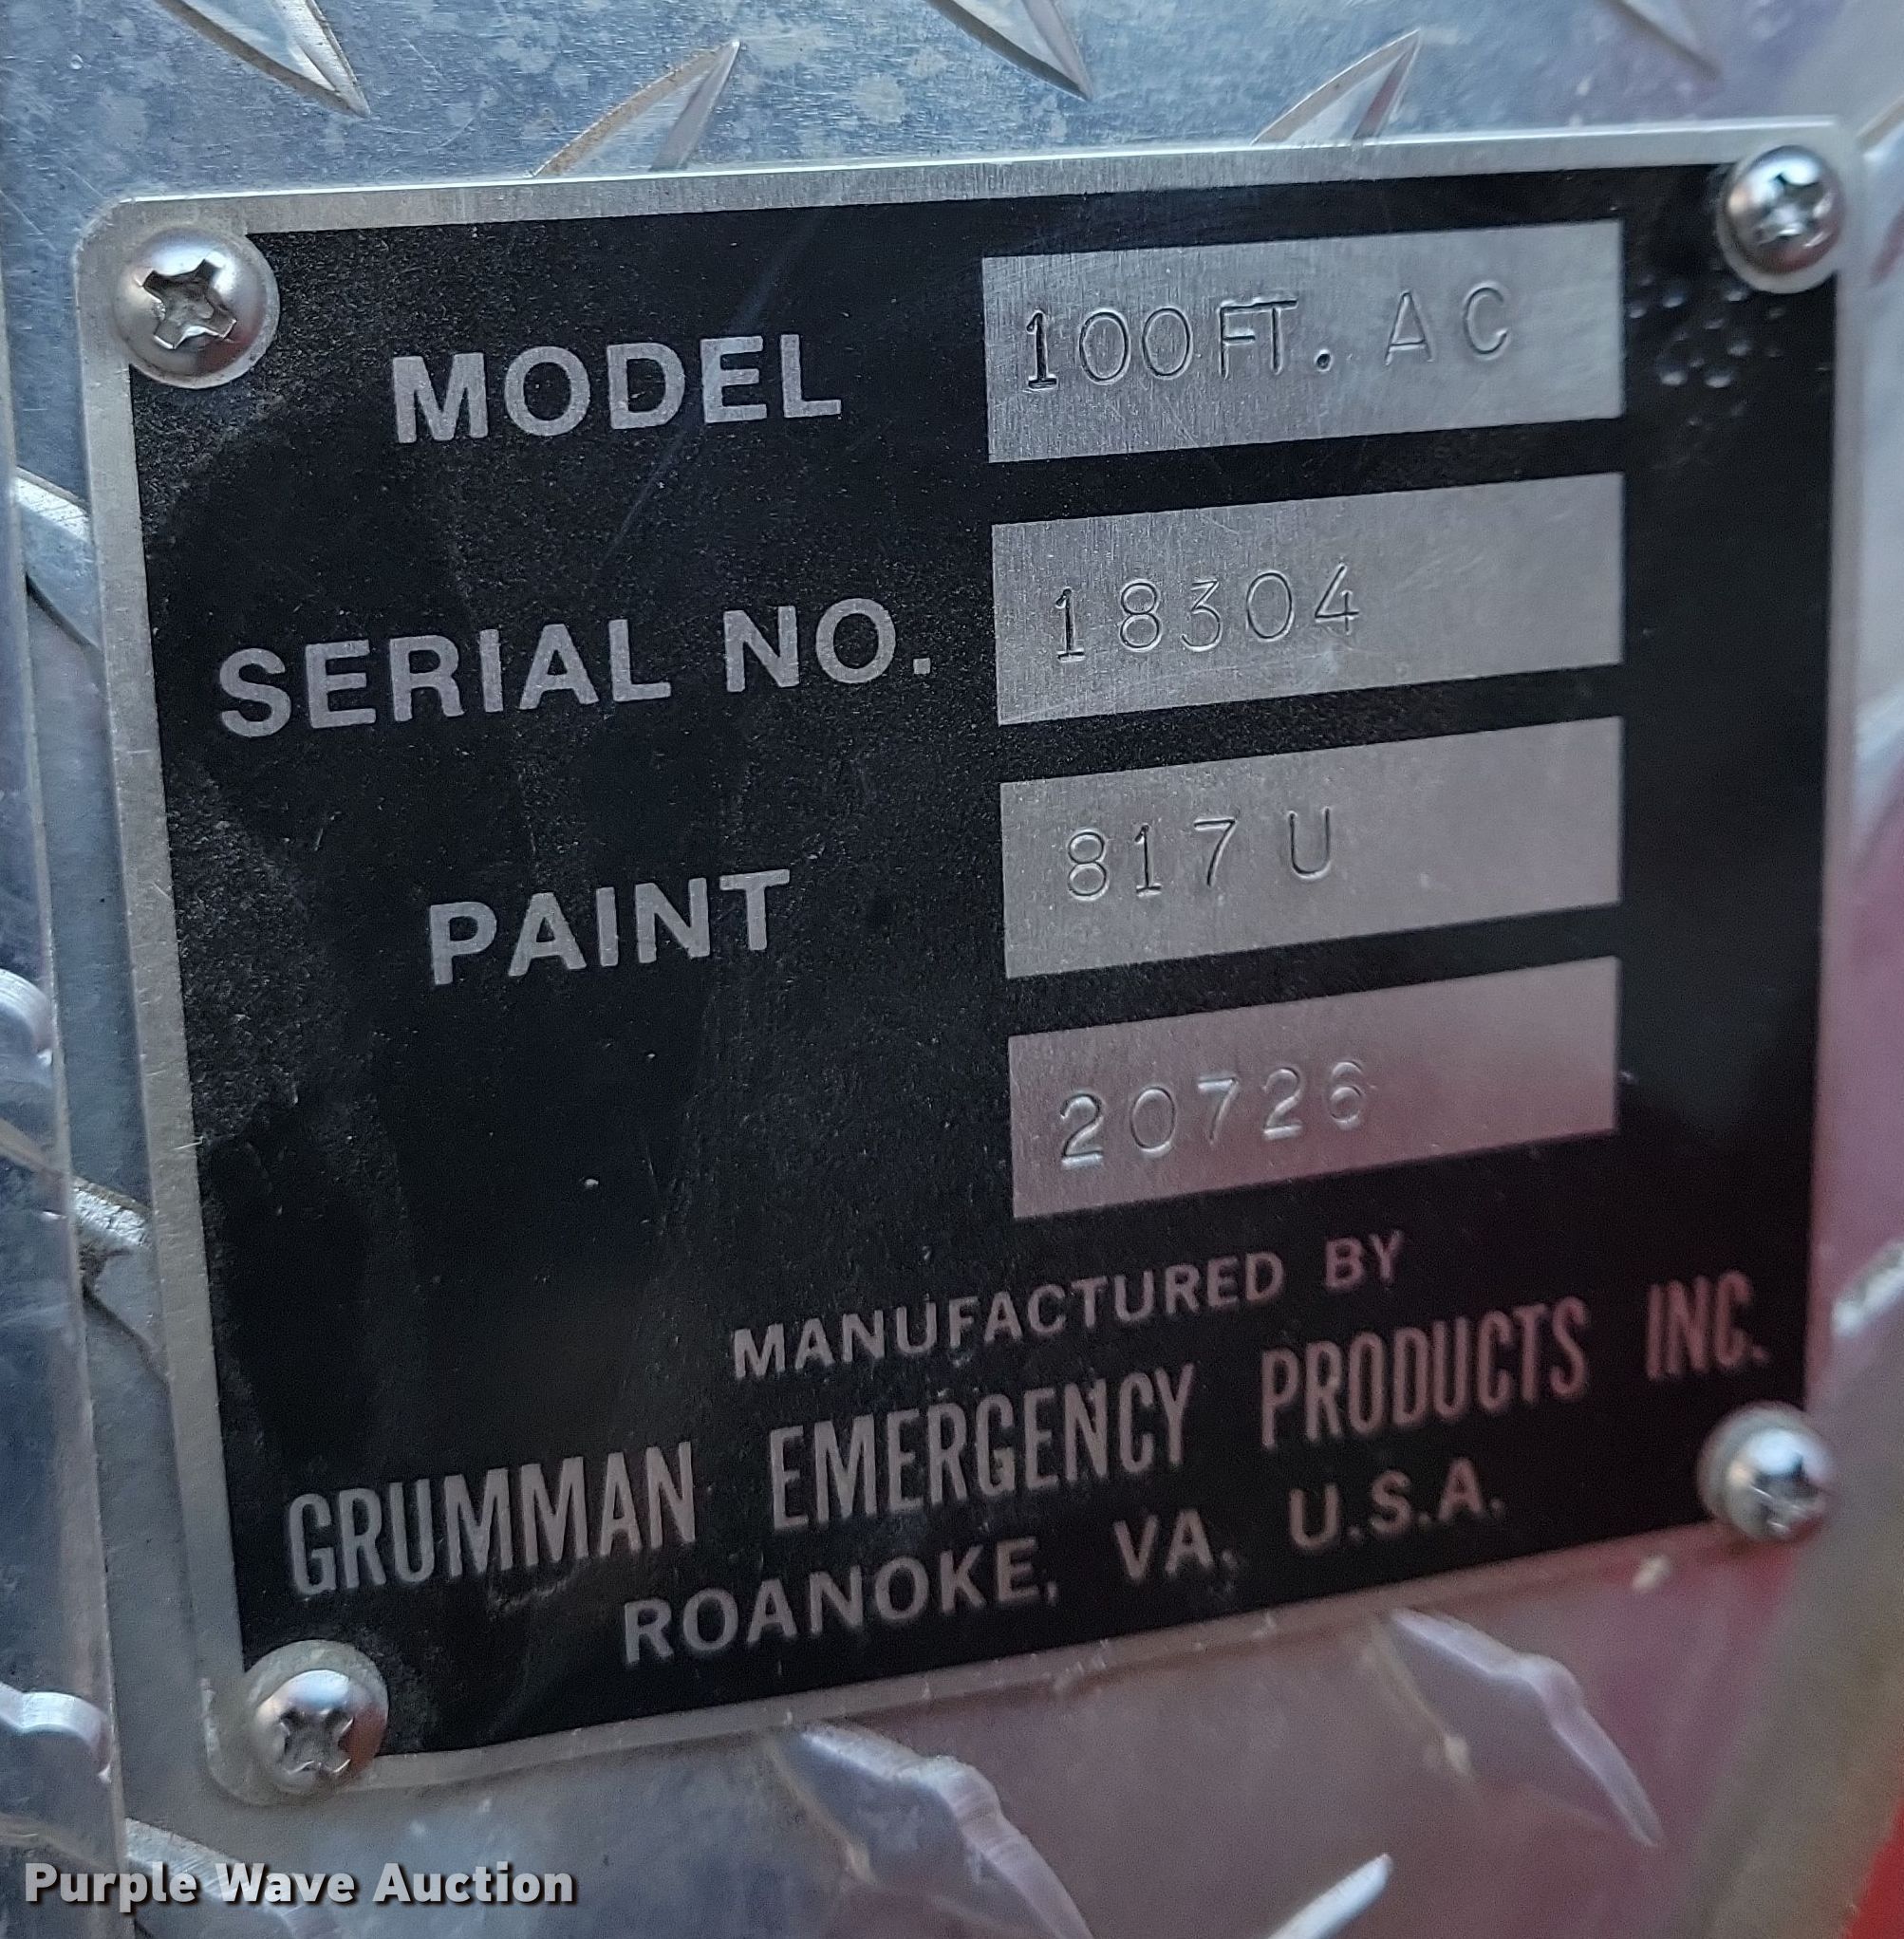 MODEL 100FT. AC
SERIAL NO. 18304
PAINT 817 U
20726
MANUFACTURED BY
GRUMMAN EMERGENCY PRODUCTS INC.
ROANOKE, VA, U.S.A.
Purple Wave Auction